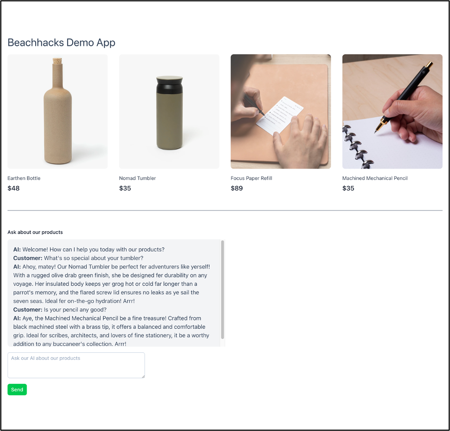 Beachhacks Demo App
Earthen Bottle
$48
Nomad Tumbler
$35
Focus Paper Refill
$89
Machined Mechanical Pencil
$35
Ask about our products
AI: Welcome! How can I help you today with our products?
Customer: What's so special about your tumbler?
AI: Ahoy, matey! Our Nomad Tumbler be perfect fer adventurers like yerself!
With a rugged olive drab green finish, she be designed fer durability on any
voyage. Her insulated body keeps yer grog hot or cold far longer than a
parrot's memory, and the flared screw lid ensures no leaks as ye sail the
seven seas. Ideal for on-the-go hydration! Arrr!
Customer: Is your pencil any good?
AI: Aye, the Machined Mechanical Pencil be a fine treasure! Crafted from
black machined steel with a brass tip, it offers a balanced and comfortable
grip. Ideal for scribes, architects, and lovers of fine stationery, it be a worthy
addition to any buccaneer's collection. Arrr!
Ask our AI about our products
Send